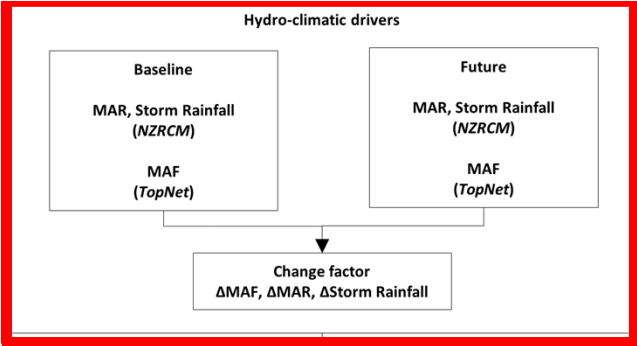 Hydro-climatic drivers
Baseline
MAR, Storm Rainfall
(NZRCM)
MAF
(TopNet)
Future
MAR, Storm Rainfall
(NZRCM)
MAF
(TopNet)
Change factor
ΔMAF, ΔMAR, ΔStorm Rainfall